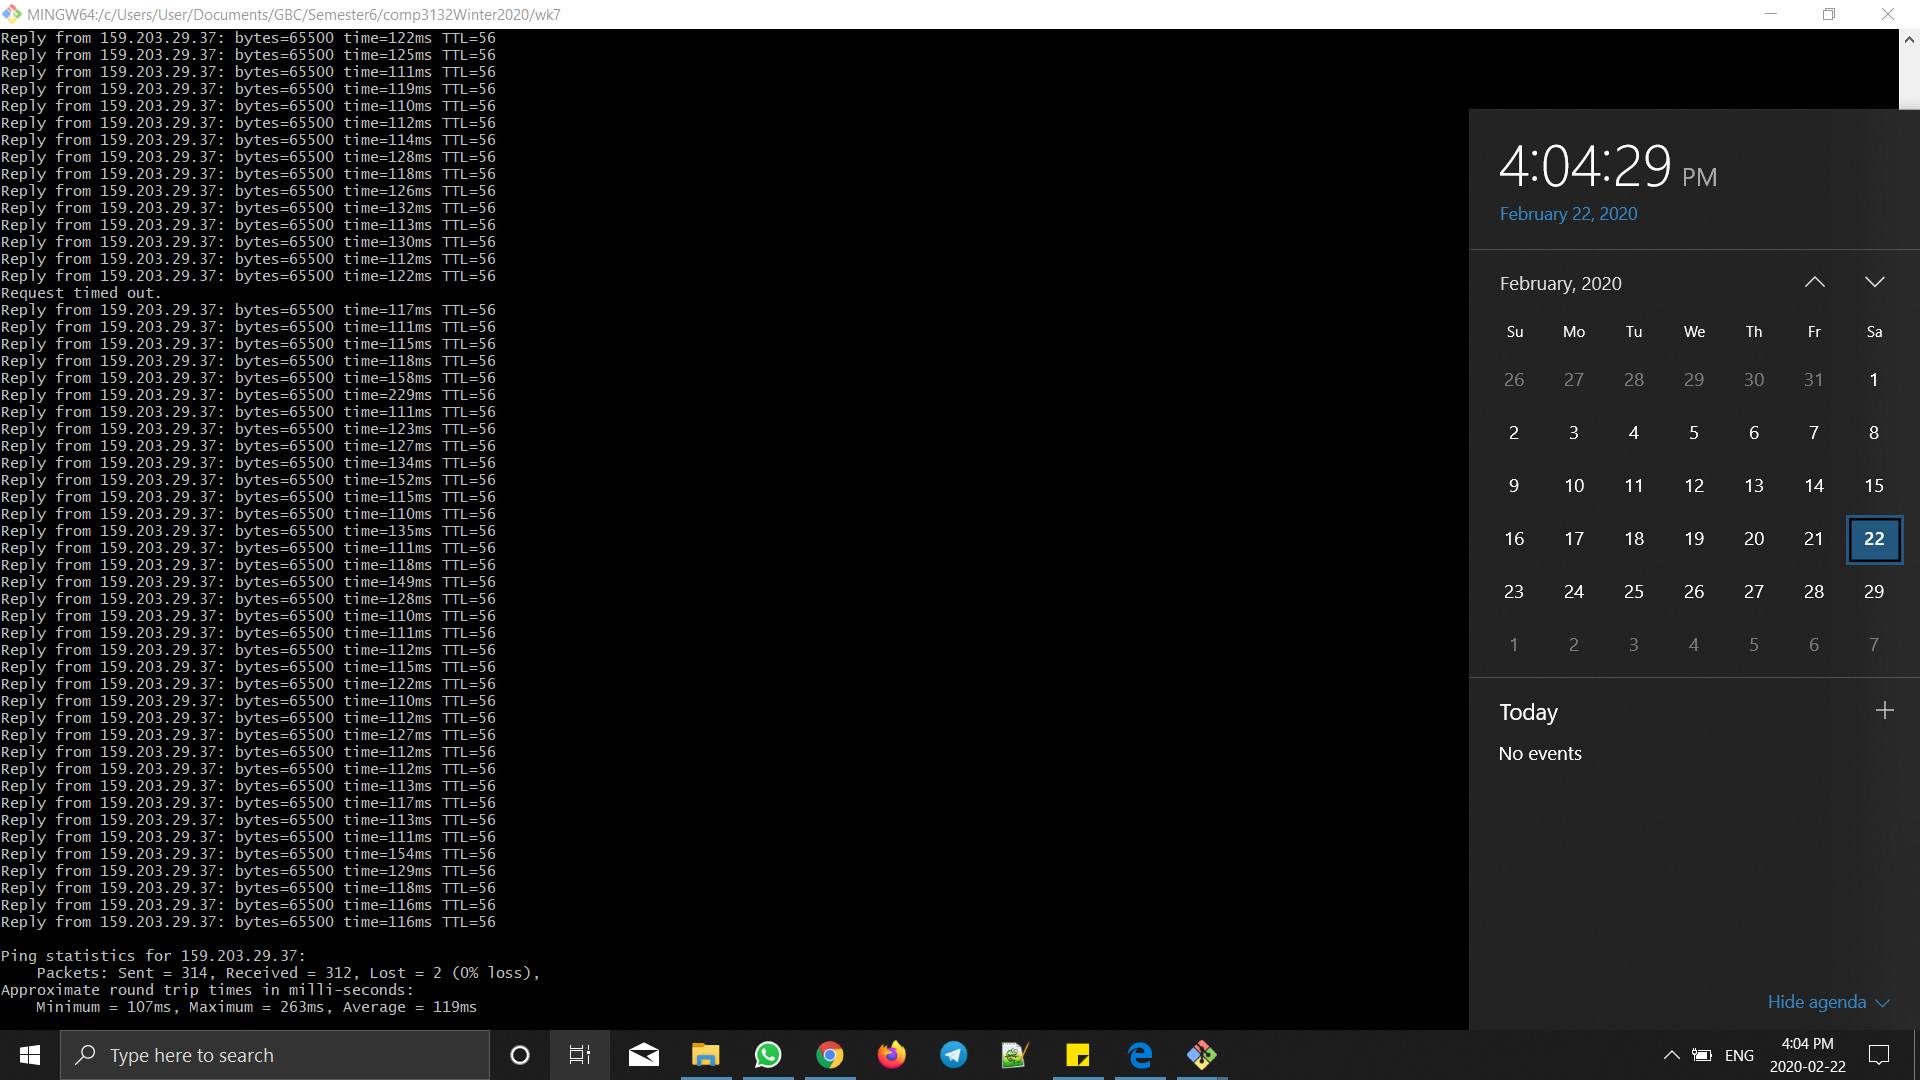 MINGW64:/c/Users/User/Documents/GBC/Semester6/comp3132Winter2020/wk7
Reply from 159.203.29.37: bytes=65500 time=122ms TTL=56
Reply from 159.203.29.37: bytes=65500 time=125ms TTL=56
Reply from 159.203.29.37: bytes=65500 time=111ms TTL=56
Reply from 159.203.29.37: bytes=65500 time=119ms TTL=56
Reply from 159.203.29.37: bytes=65500 time=110ms TTL=56
Reply from 159.203.29.37: bytes=65500 time=112ms TTL=56
Reply from 159.203.29.37: bytes=65500 time=114ms TTL=56
Reply from 159.203.29.37: bytes=65500 time=128ms TTL=56
Reply from 159.203.29.37: bytes=65500 time=118ms TTL=56
Reply from 159.203.29.37: bytes=65500 time=126ms TTL=56
Reply from 159.203.29.37: bytes=65500 time=132ms TTL=56
Reply from 159.203.29.37: bytes=65500 time=113ms TTL=56
Reply from 159.203.29.37: bytes=65500 time=130ms TTL=56
Reply from 159.203.29.37: bytes=65500 time=112ms TTL=56
Reply from 159.203.29.37: bytes=65500 time=122ms TTL=56
Request timed out.
Reply from 159.203.29.37: bytes=65500 time=117ms TTL=56
Reply from 159.203.29.37: bytes=65500 time=111ms TTL=56
Reply from 159.203.29.37: bytes=65500 time=115ms TTL=56
Reply from 159.203.29.37: bytes=65500 time=118ms TTL=56
Reply from 159.203.29.37: bytes=65500 time=158ms TTL=56
Reply from 159.203.29.37: bytes=65500 time=229ms TTL=56
Reply from 159.203.29.37: bytes=65500 time=111ms TTL=56
Reply from 159.203.29.37: bytes=65500 time=123ms TTL=56
Reply from 159.203.29.37: bytes=65500 time=127ms TTL=56
Reply from 159.203.29.37: bytes=65500 time=134ms TTL=56
Reply from 159.203.29.37: bytes=65500 time=152ms TTL=56
Reply from 159.203.29.37: bytes=65500 time=115ms TTL=56
Reply from 159.203.29.37: bytes=65500 time=110ms TTL=56
Reply from 159.203.29.37: bytes=65500 time=135ms TTL=56
Reply from 159.203.29.37: bytes=65500 time=111ms TTL=56
Reply from 159.203.29.37: bytes=65500 time=118ms TTL=56
Reply from 159.203.29.37: bytes=65500 time=149ms TTL=56
Reply from 159.203.29.37: bytes=65500 time=128ms TTL=56
Reply from 159.203.29.37: bytes=65500 time=110ms TTL=56
Reply from 159.203.29.37: bytes=65500 time=111ms TTL=56
Reply from 159.203.29.37: bytes=65500 time=112ms TTL=56
Reply from 159.203.29.37: bytes=65500 time=115ms TTL=56
Reply from 159.203.29.37: bytes=65500 time=122ms TTL=56
Reply from 159.203.29.37: bytes=65500 time=110ms TTL=56
Reply from 159.203.29.37: bytes=65500 time=112ms TTL=56
Reply from 159.203.29.37: bytes=65500 time=127ms TTL=56
Reply from 159.203.29.37: bytes=65500 time=112ms TTL=56
Reply from 159.203.29.37: bytes=65500 time=112ms TTL=56
Reply from 159.203.29.37: bytes=65500 time=113ms TTL=56
Reply from 159.203.29.37: bytes=65500 time=117ms TTL=56
Reply from 159.203.29.37: bytes=65500 time=113ms TTL=56
Reply from 159.203.29.37: bytes=65500 time=111ms TTL=56
Reply from 159.203.29.37: bytes=65500 time=154ms TTL=56
Reply from 159.203.29.37: bytes=65500 time=129ms TTL=56
Reply from 159.203.29.37: bytes=65500 time=118ms TTL=56
Reply from 159.203.29.37: bytes=65500 time=116ms TTL=56
Reply from 159.203.29.37: bytes=65500 time=116ms TTL=56
Ping statistics for 159.203.29.37:
Packets: Sent = 314, Received = 312, Lost = 2 (0% loss),
Approximate round trip times in milli-seconds:
Minimum = 107ms, Maximum = 263ms, Average = 119ms
4:04:29 PM
February 22, 2020
February, 2020
Su Mo Tu We Th Fr Sa
26 27 28 29 30 31 1
2 3 4 5 6 7 8
9 10 11 12 13 14 15
16 17 18 19 20 21 22
23 24 25 26 27 28 29
1 2 3 4 5 6 7
Today
No events
Hide agenda
Type here to search
ENG
4:04 PM
2020-02-22